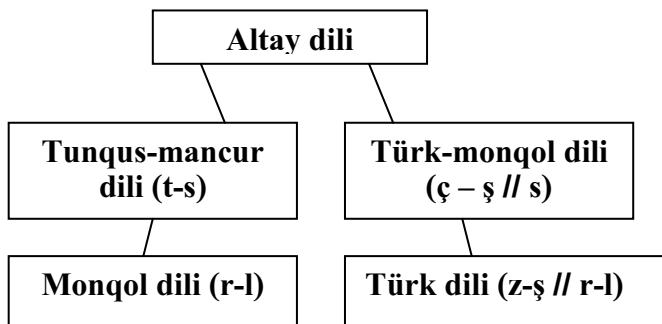 Altay dili
Tunqus-mancur
dili (t-s)
Türk-monqol dili
(ç – ş // s)
Monqol dili (r-l)
Türk dili (z-ş // r-l)